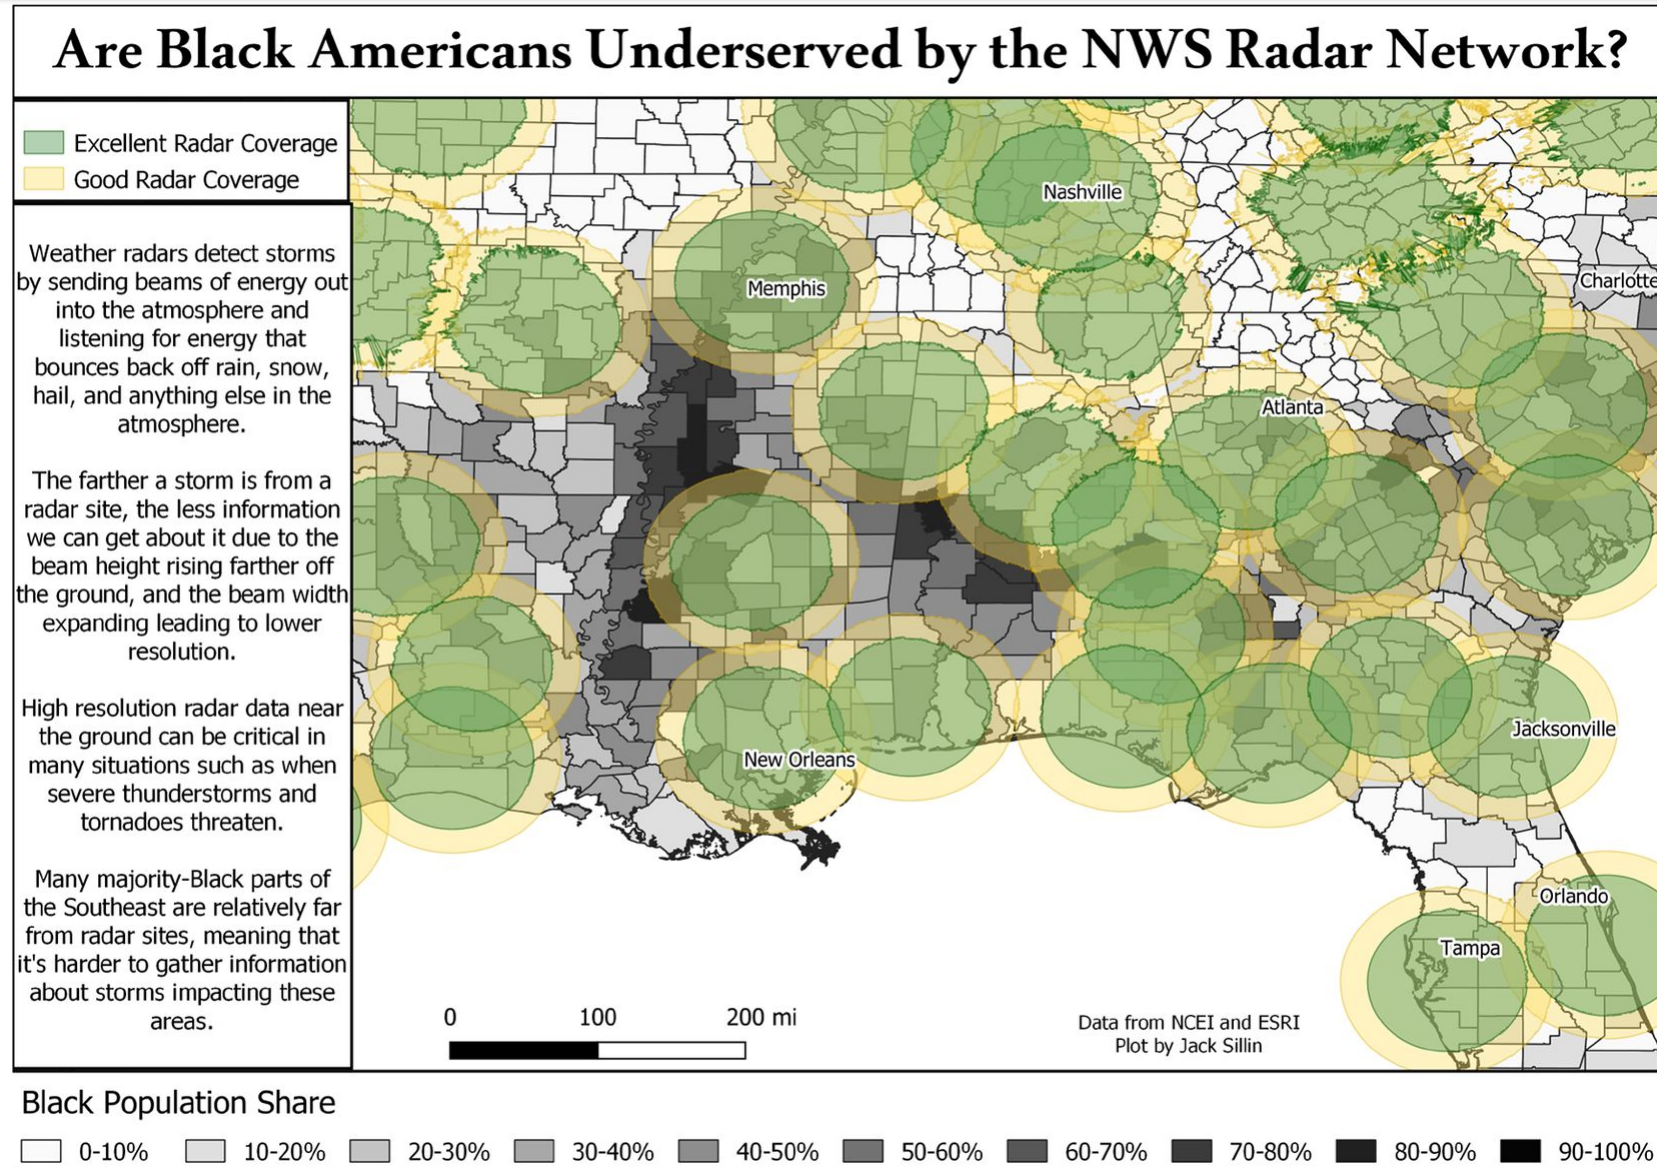 Are Black Americans Underserved by the NWS Radar Network?
Excellent Radar Coverage
Good Radar Coverage
Weather radars detect storms
by sending beams of energy out
into the atmosphere and
listening for energy that
bounces back off rain, snow,
hail, and anything else in the
atmosphere.
The farther a storm is from a
radar site, the less information
we can get about it due to the
beam height rising farther off
the ground, and the beam width
expanding leading to lower
resolution.
High resolution radar data near
the ground can be critical in
many situations such as when
severe thunderstorms and
tornadoes threaten.
Many majority-Black parts of
the Southeast are relatively far
from radar sites, meaning that
it's harder to gather information
about storms impacting these
areas.
Nashville
Memphis
Charlotte
Atlanta
New Orleans
Jacksonville
Orlando
Tampa
0 100 200 mi
Data from NCEI and ESRI
Plot by Jack Sillin
Black Population Share
0-10% 10-20% 20-30% 30-40% 40-50% 50-60% 60-70% 70-80% 80-90% 90-100%